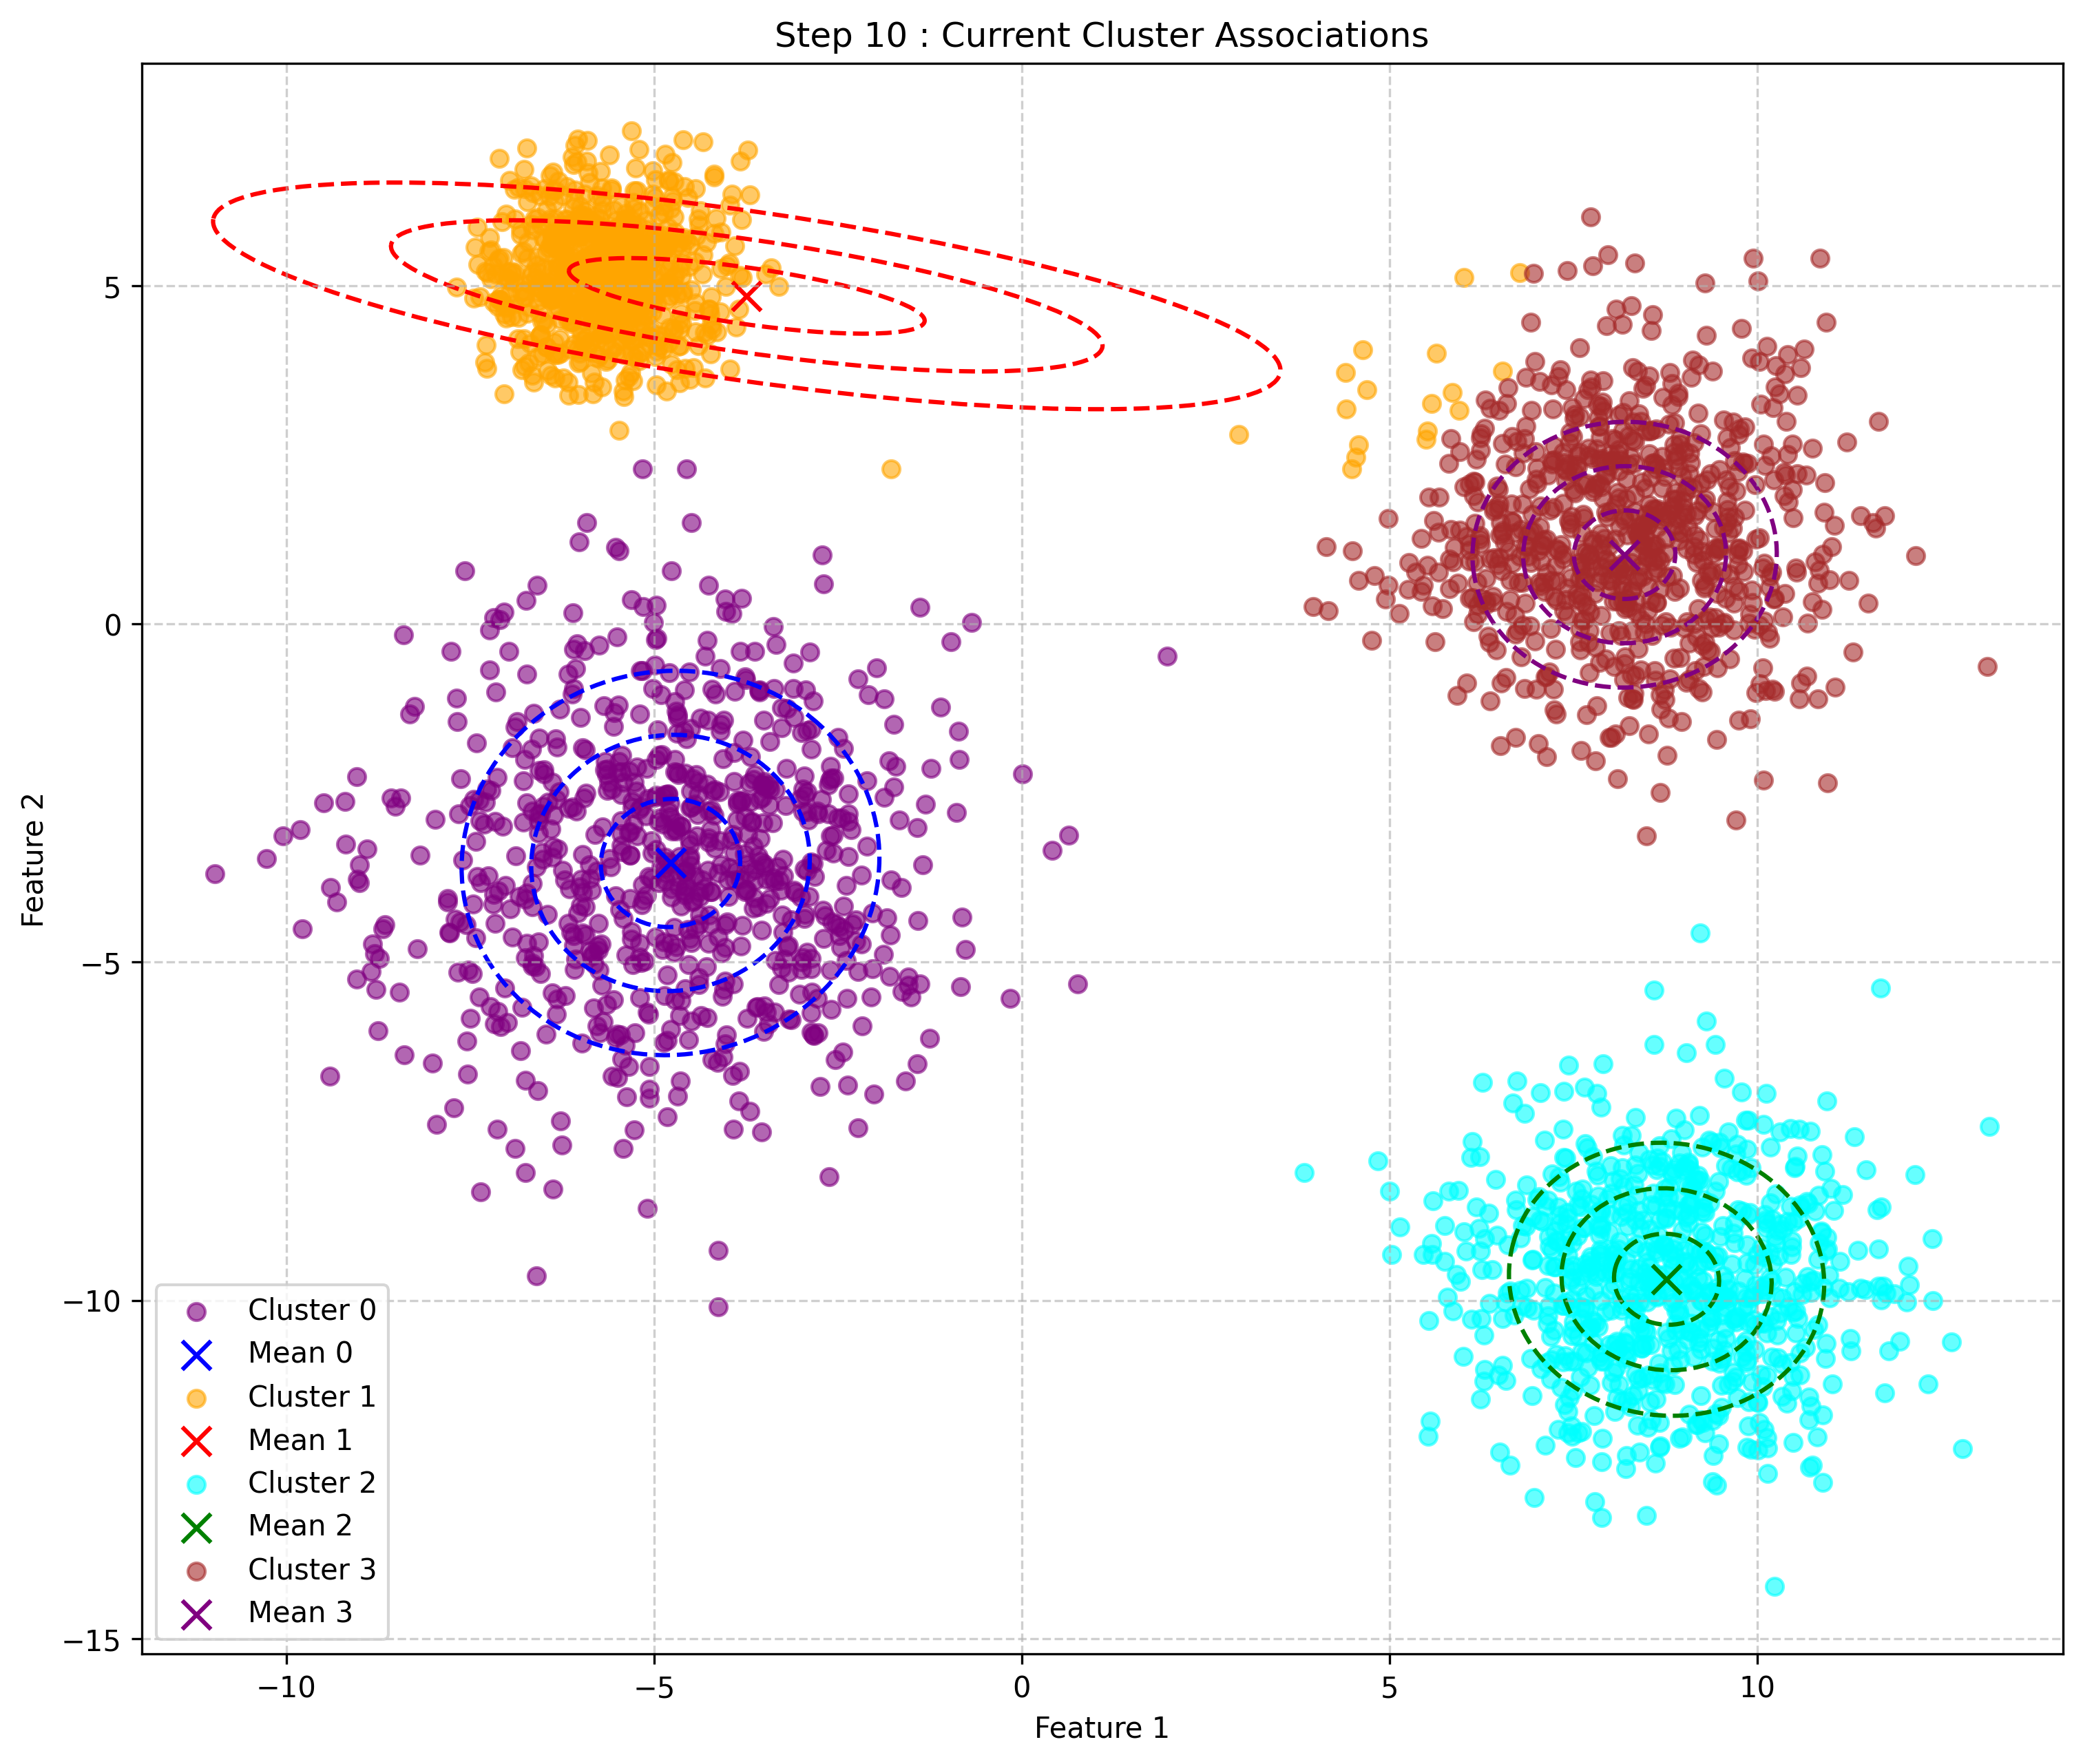 Step 10 : Current Cluster Associations
5
0
−5
−10
−15
Feature 2
Cluster 0
Mean 0
Cluster 1
Mean 1
Cluster 2
Mean 2
Cluster 3
Mean 3
−10
−5
0
5
10
Feature 1